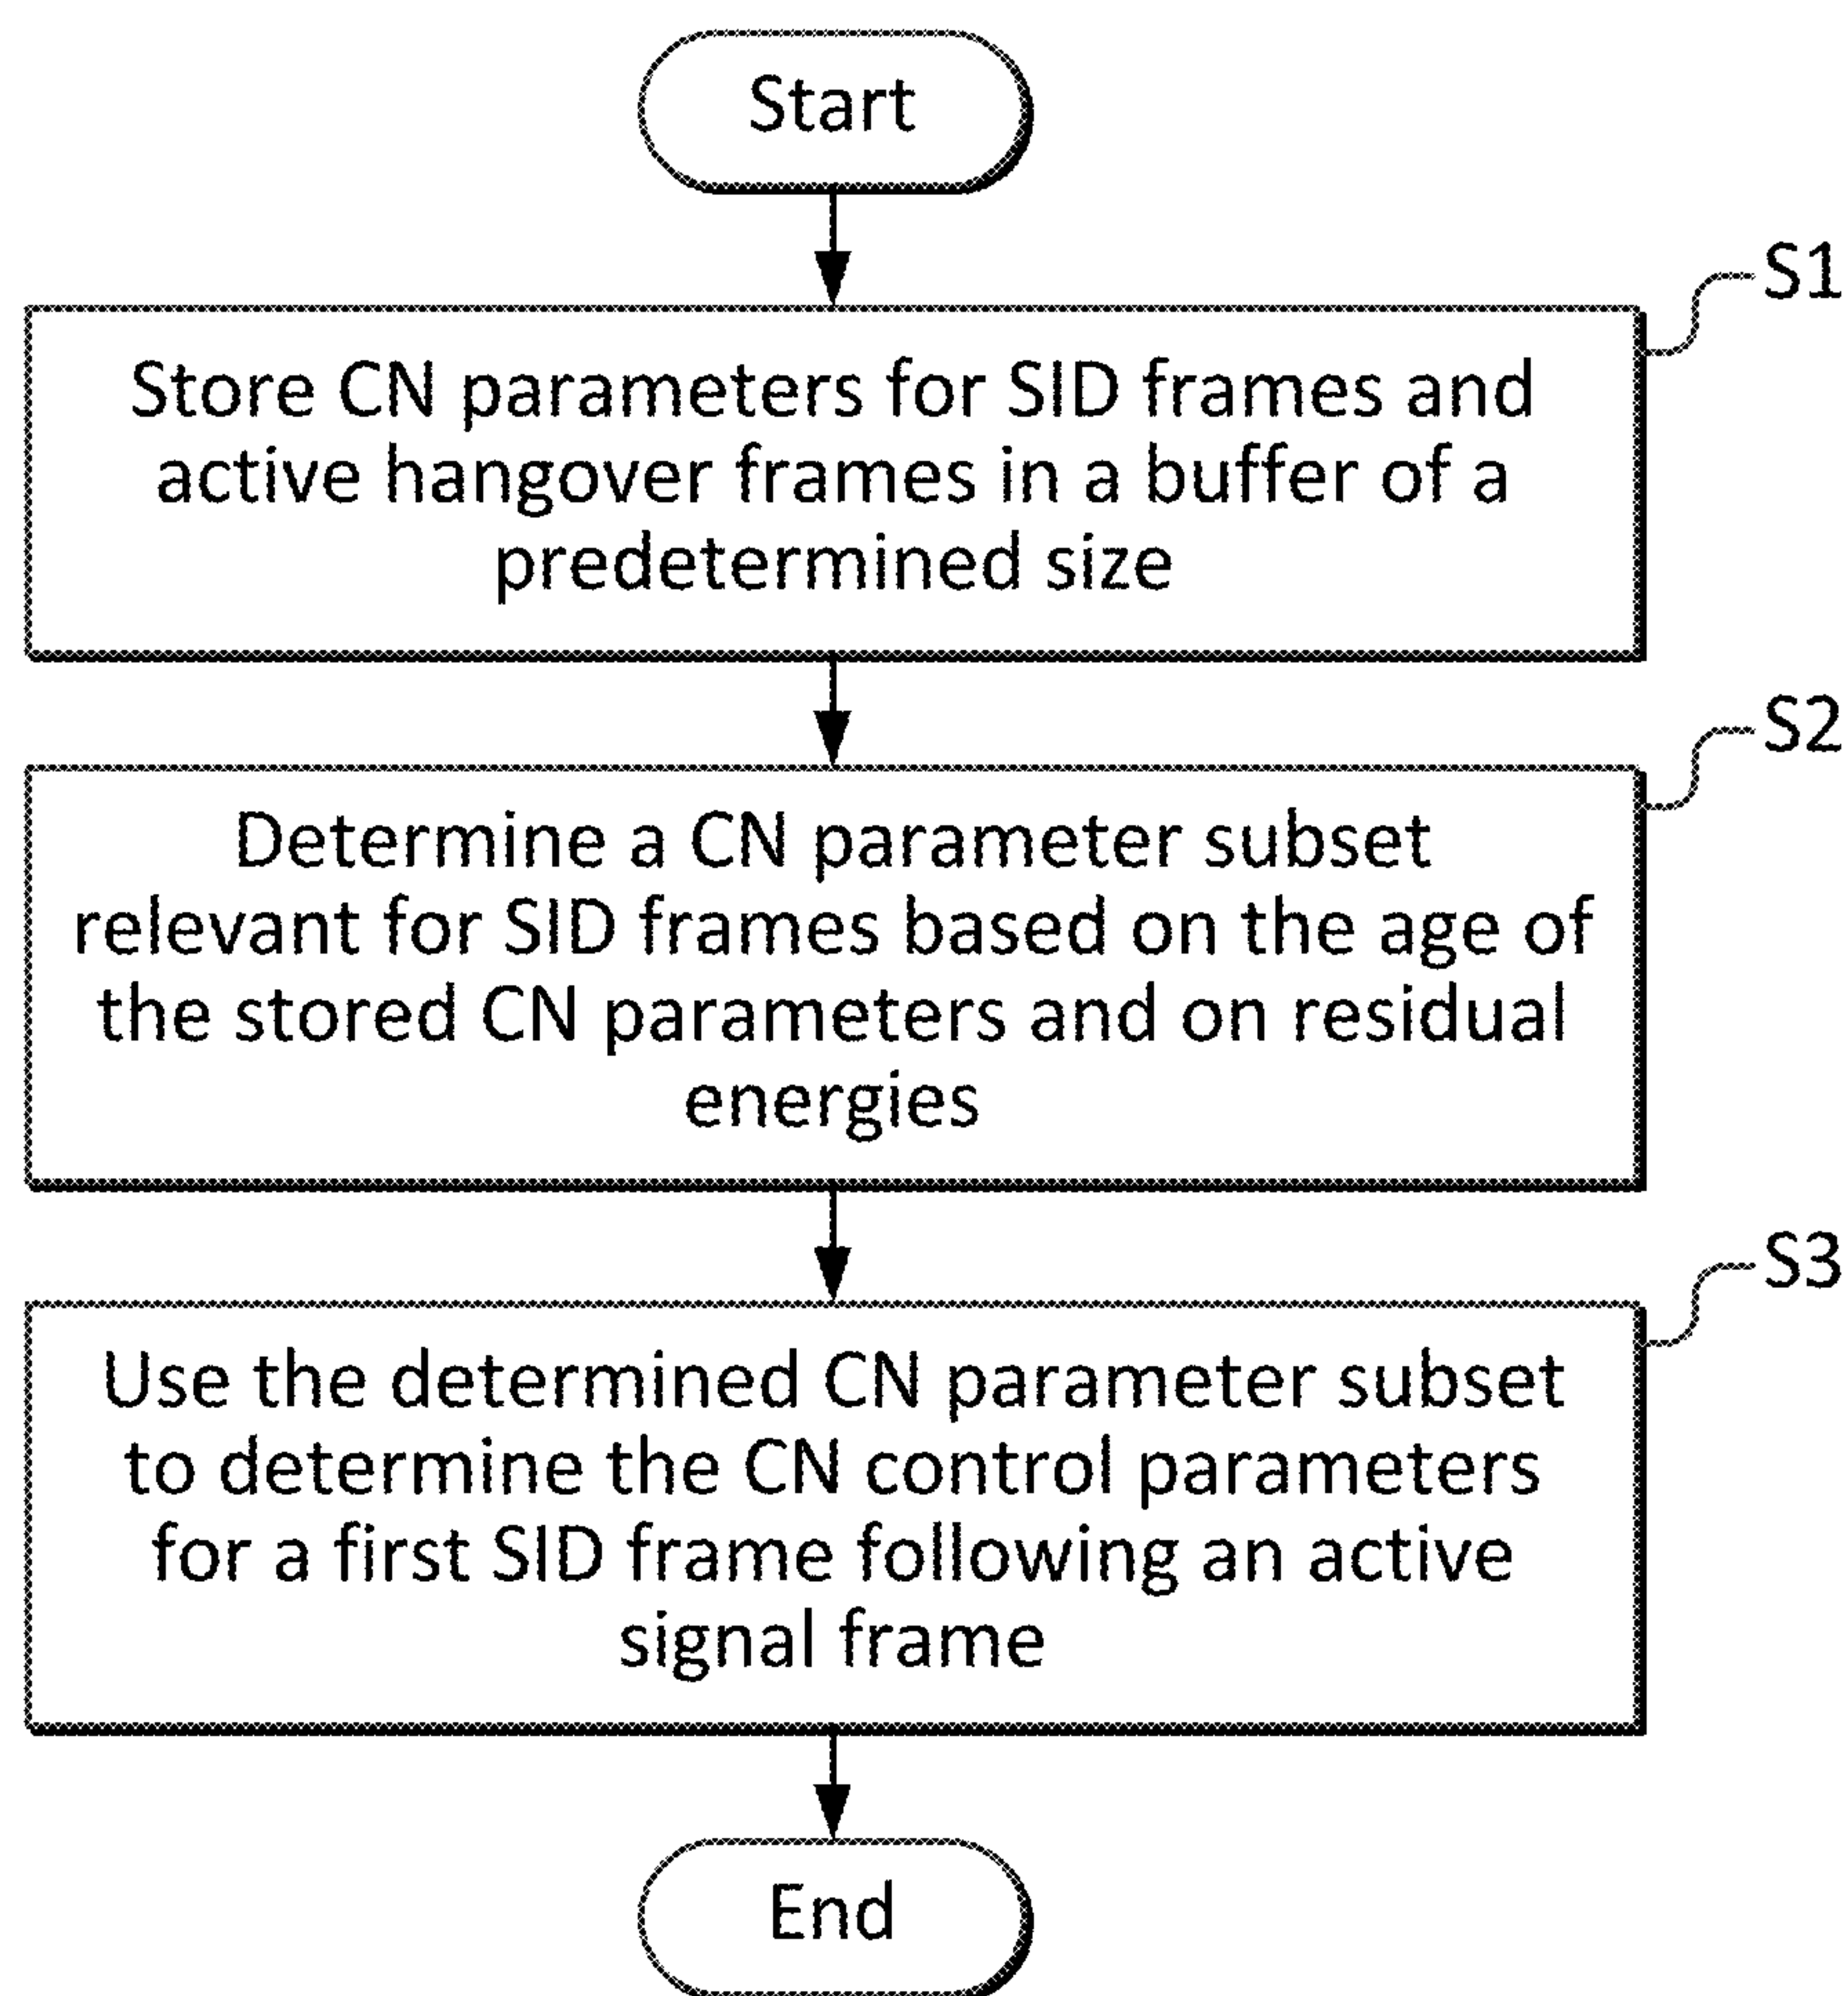 Start
S1
Store CN parameters for SID frames and
active hangover frames in a buffer of a
predetermined size
S2
Determine a CN parameter subset
relevant for SID frames based on the age of
the stored CN parameters and on residual
energies
S3
Use the determined CN parameter subset
to determine the CN control parameters
for a first SID frame following an active
signal frame
End